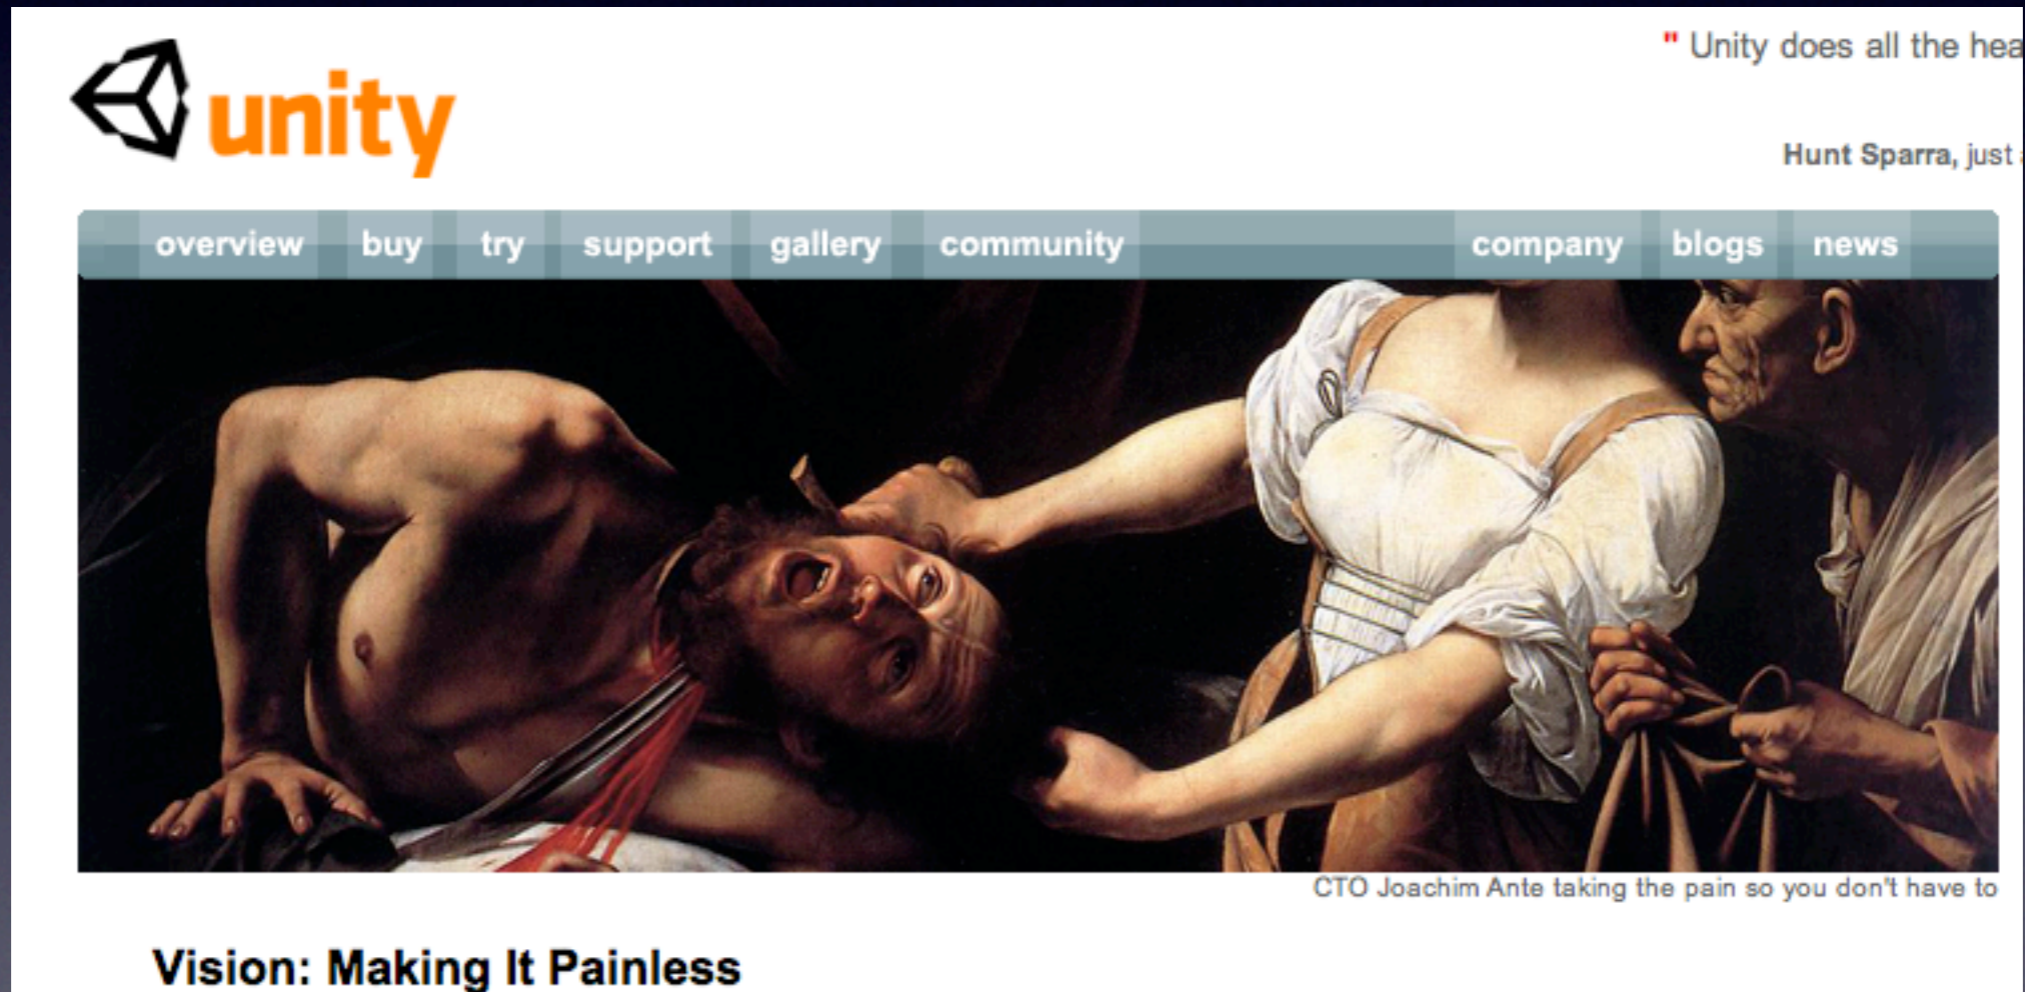 unity
" Unity does all the hea
Hunt Sparra, just
overview buy try support gallery community company blogs news
CTO Joachim Ante taking the pain so you don't have to
Vision: Making It Painless